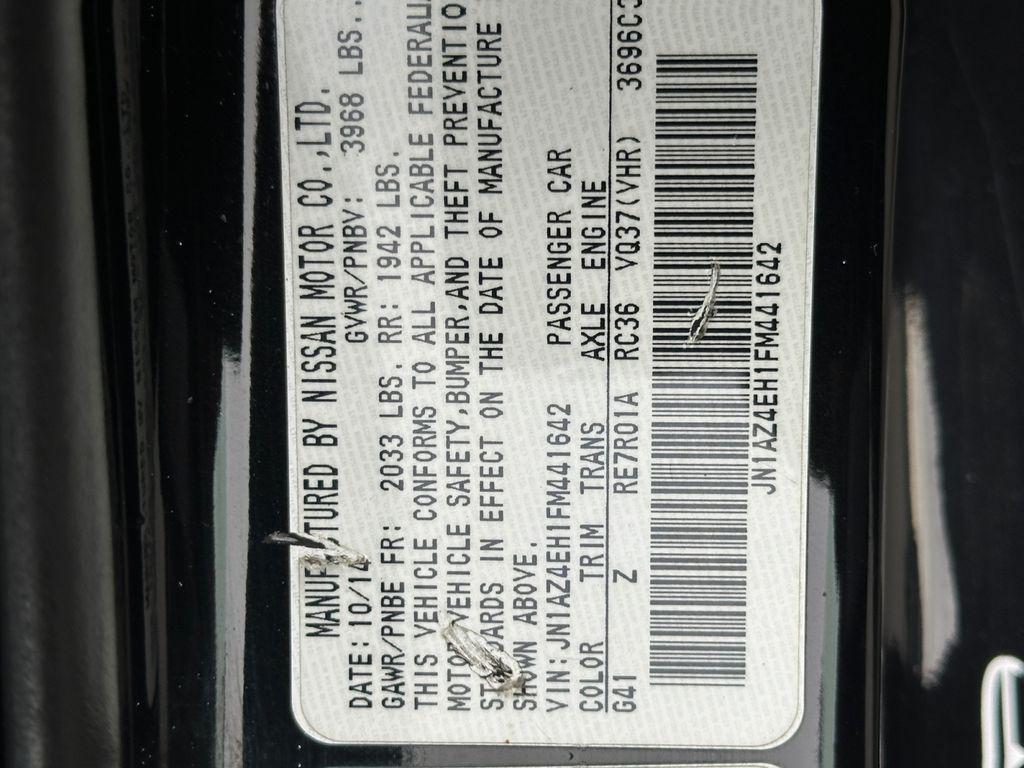 MANUFACTURED BY NISSAN MOTOR CO.,LTD.
DATE: 10/14 GVWR/PNBV: 3968 LBS.
GAWR/PNBE FR: 2033 LBS. RR: 1942 LBS.
THIS VEHICLE CONFORMS TO ALL APPLICABLE FEDERAL
MOTOR VEHICLE SAFETY,BUMPER,AND THEFT PREVENTIO
STANDARDS IN EFFECT ON THE DATE OF MANUFACTURE
SHOWN ABOVE.
VIN:JN1AZ4EH1FM441642 PASSENGER CAR
COLOR TRIM TRANS AXLE ENGINE
G41 Z RE7R01A RC36 VQ37(VHR) 3696C
JN1AZ4EH1FM441642